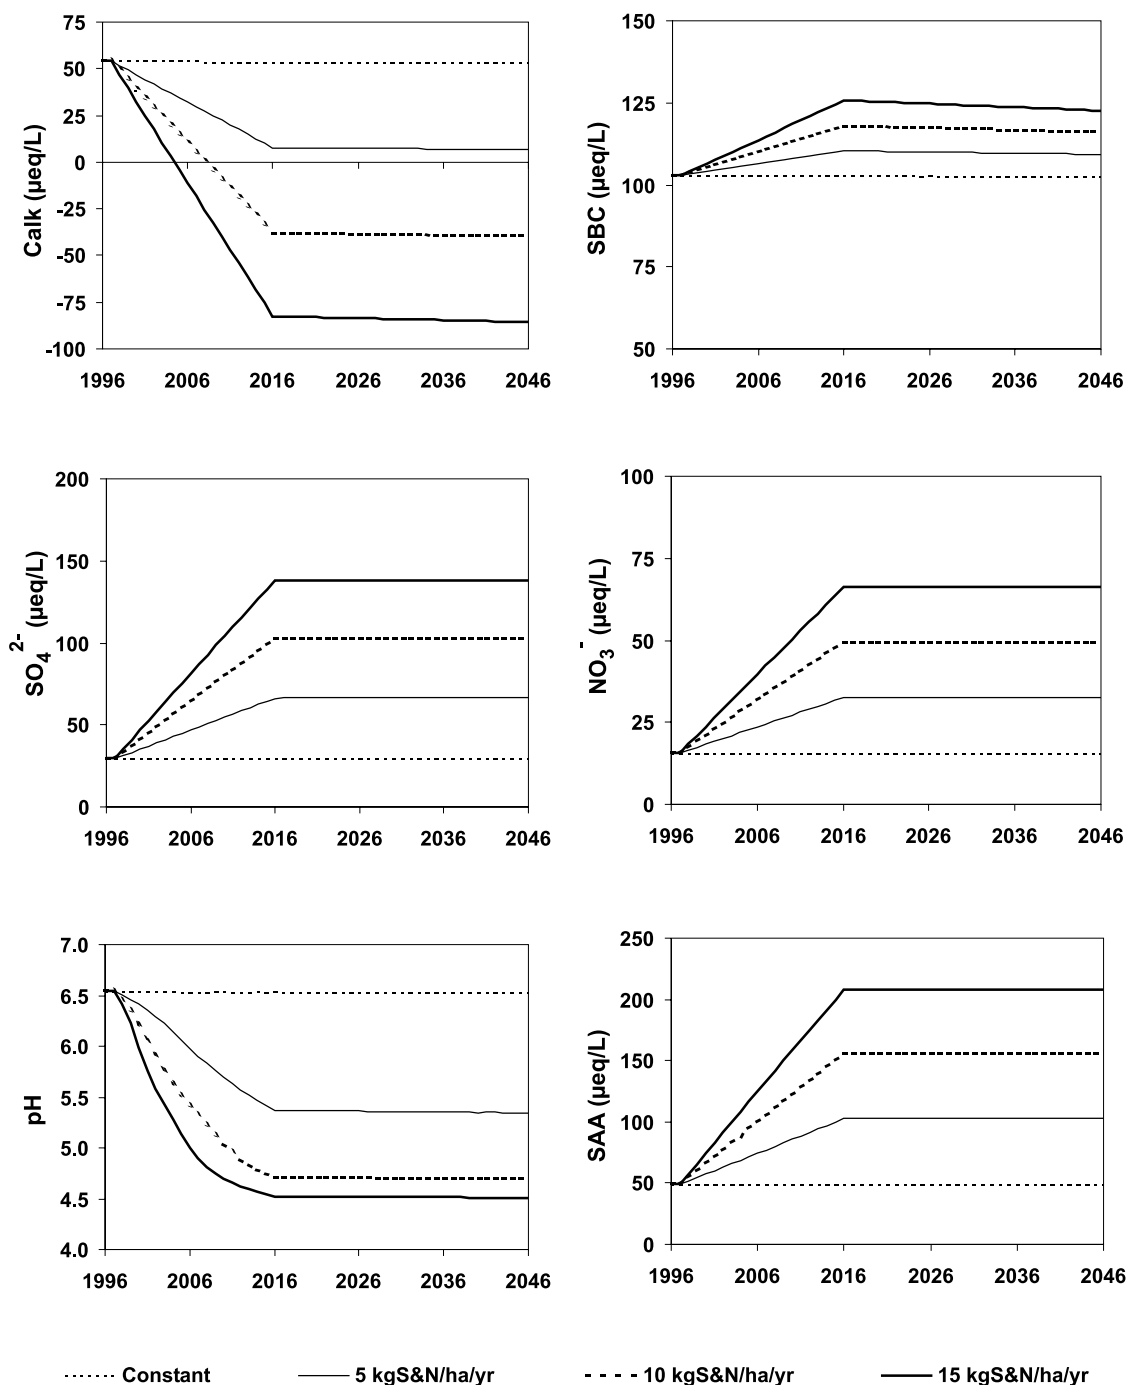 Calk (µeq/L)
75
50
25
0
-25
-50
-75
-100
1996 2006 2016 2026 2036 2046
SBC (µeq/L)
150
125
100
75
50
1996 2006 2016 2026 2036 2046
SO₄²⁻ (µeq/L)
200
150
100
50
0
1996 2006 2016 2026 2036 2046
NO₃⁻ (µeq/L)
100
75
50
25
0
1996 2006 2016 2026 2036 2046
pH
7.0
6.5
6.0
5.5
5.0
4.5
4.0
1996 2006 2016 2026 2036 2046
SAA (µeq/L)
250
200
150
100
50
0
1996 2006 2016 2026 2036 2046
Constant 5 kgS&N/ha/yr 10 kgS&N/ha/yr 15 kgS&N/ha/yr